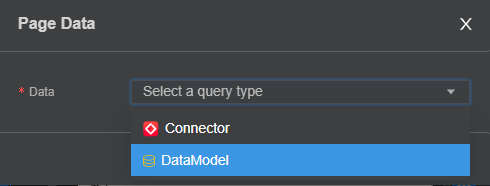 Page Data
X
* Data
Select a query type
Connector
DataModel